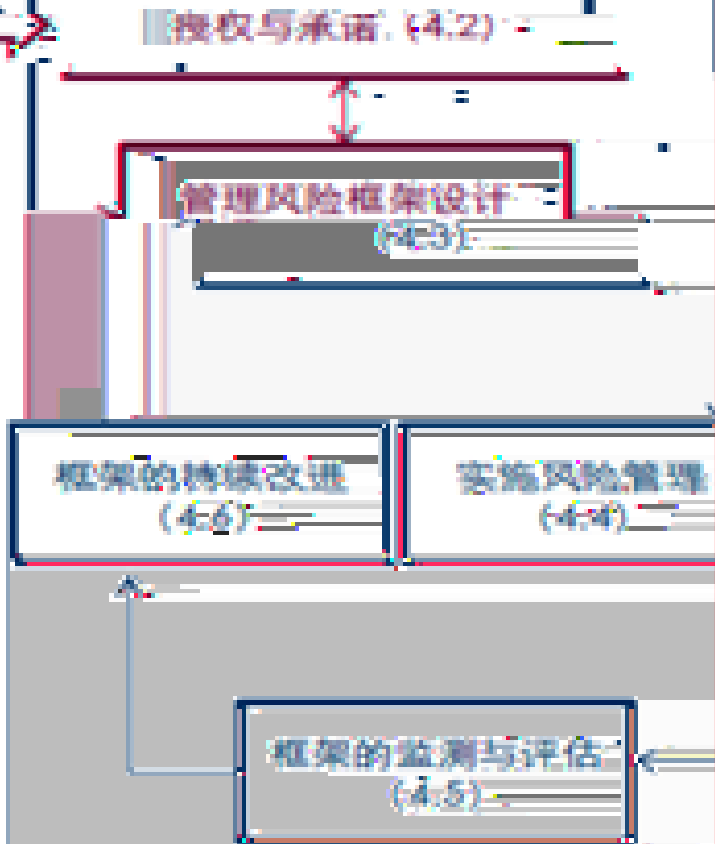 授权与承诺 (4.2)
管理风险框架设计
(4.3)
框架的持续改进
(4.6)
实施风险管理
(4.4)
框架的监测与评估
(4.5)